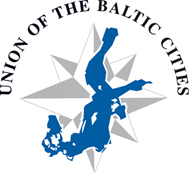 UNION OF THE BALTIC CITIES